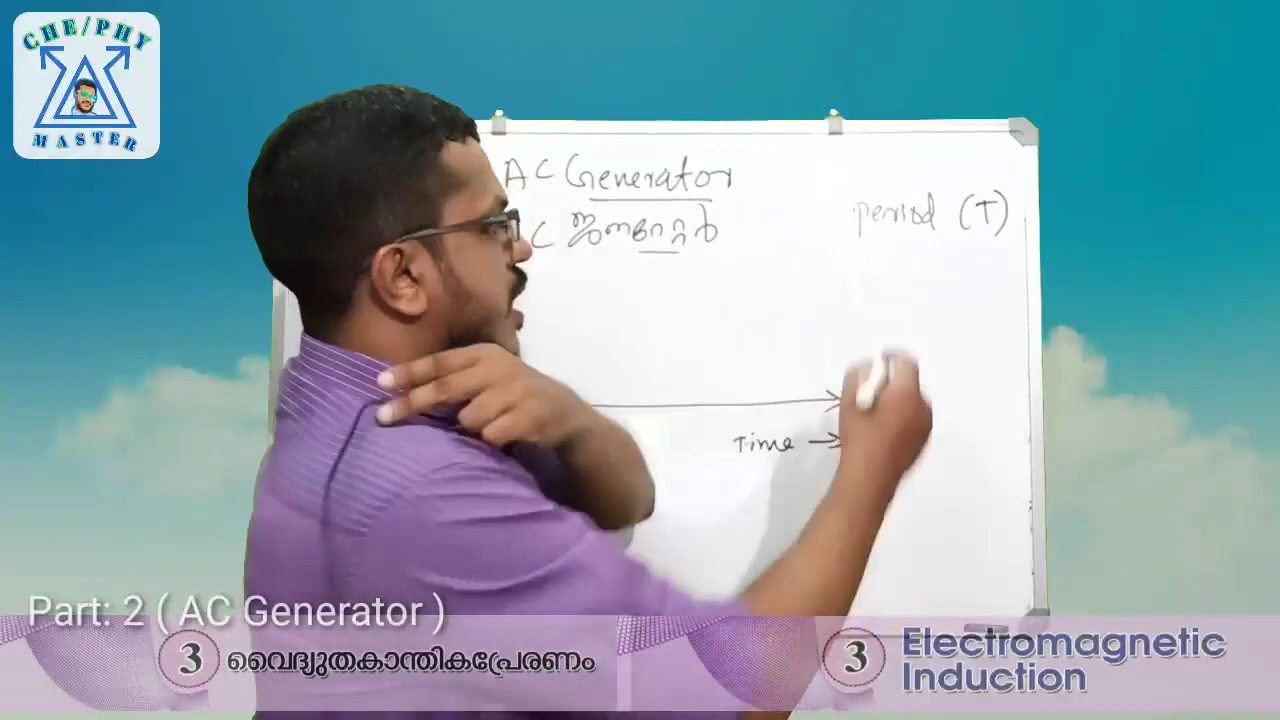 CHE/PHY
MASTER
AC Generator
C ജനറേറ്റർ
period (T)
Time →
Part: 2 ( AC Generator )
3 വൈദ്യുതകാന്തികപ്രേരണം
3 Electromagnetic
Induction